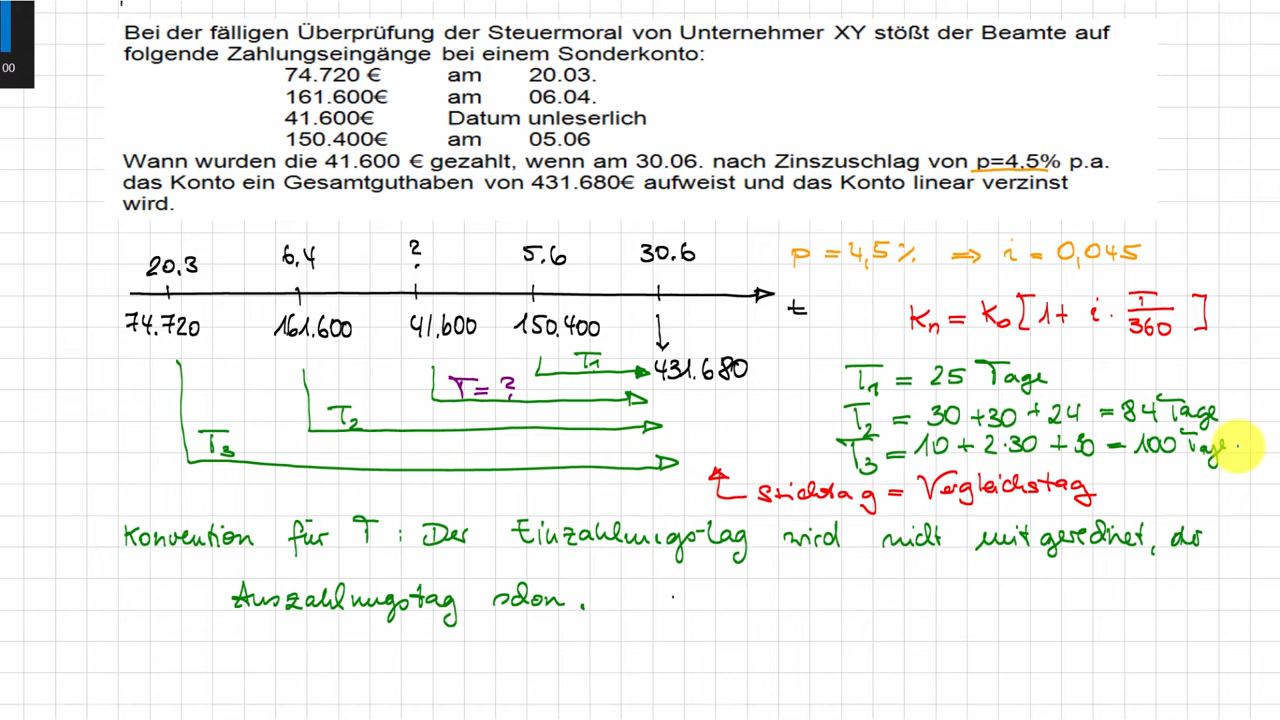 00
Bei der fälligen Überprüfung der Steuermoral von Unternehmer XY stößt der Beamte auf
folgende Zahlungseingänge bei einem Sonderkonto:
74.720 € am 20.03.
161.600€ am 06.04.
41.600€ Datum unleserlich
150.400€ am 05.06
Wann wurden die 41.600 € gezahlt, wenn am 30.06. nach Zinszuschlag von p=4,5% p.a.
das Konto ein Gesamtguthaben von 431.680€ aufweist und das Konto linear verzinst
wird.
20.3 6.4 ? 5.6 30.6
p = 4,5% ⇒ i = 0,045
t
74.720 161.600 41.600 150.400
Kn = K0 [1 + i · T/360]
431.680
T1
T = ?
T2
T3
T1 = 25 Tage
T2 = 30 + 30 + 24 = 84 Tage
T3 = 10 + 2·30 + 30 = 100 Tage
Stichtag = Vergleichstag
Konvention für T : Der Einzahlungstag wird nicht mitgerechnet, der
Auszahlungstag schon.